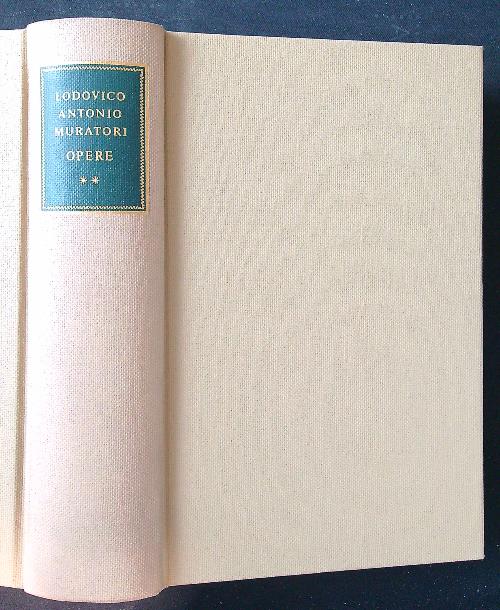 LODOVICO
ANTONIO
MURATORI
OPERE
**